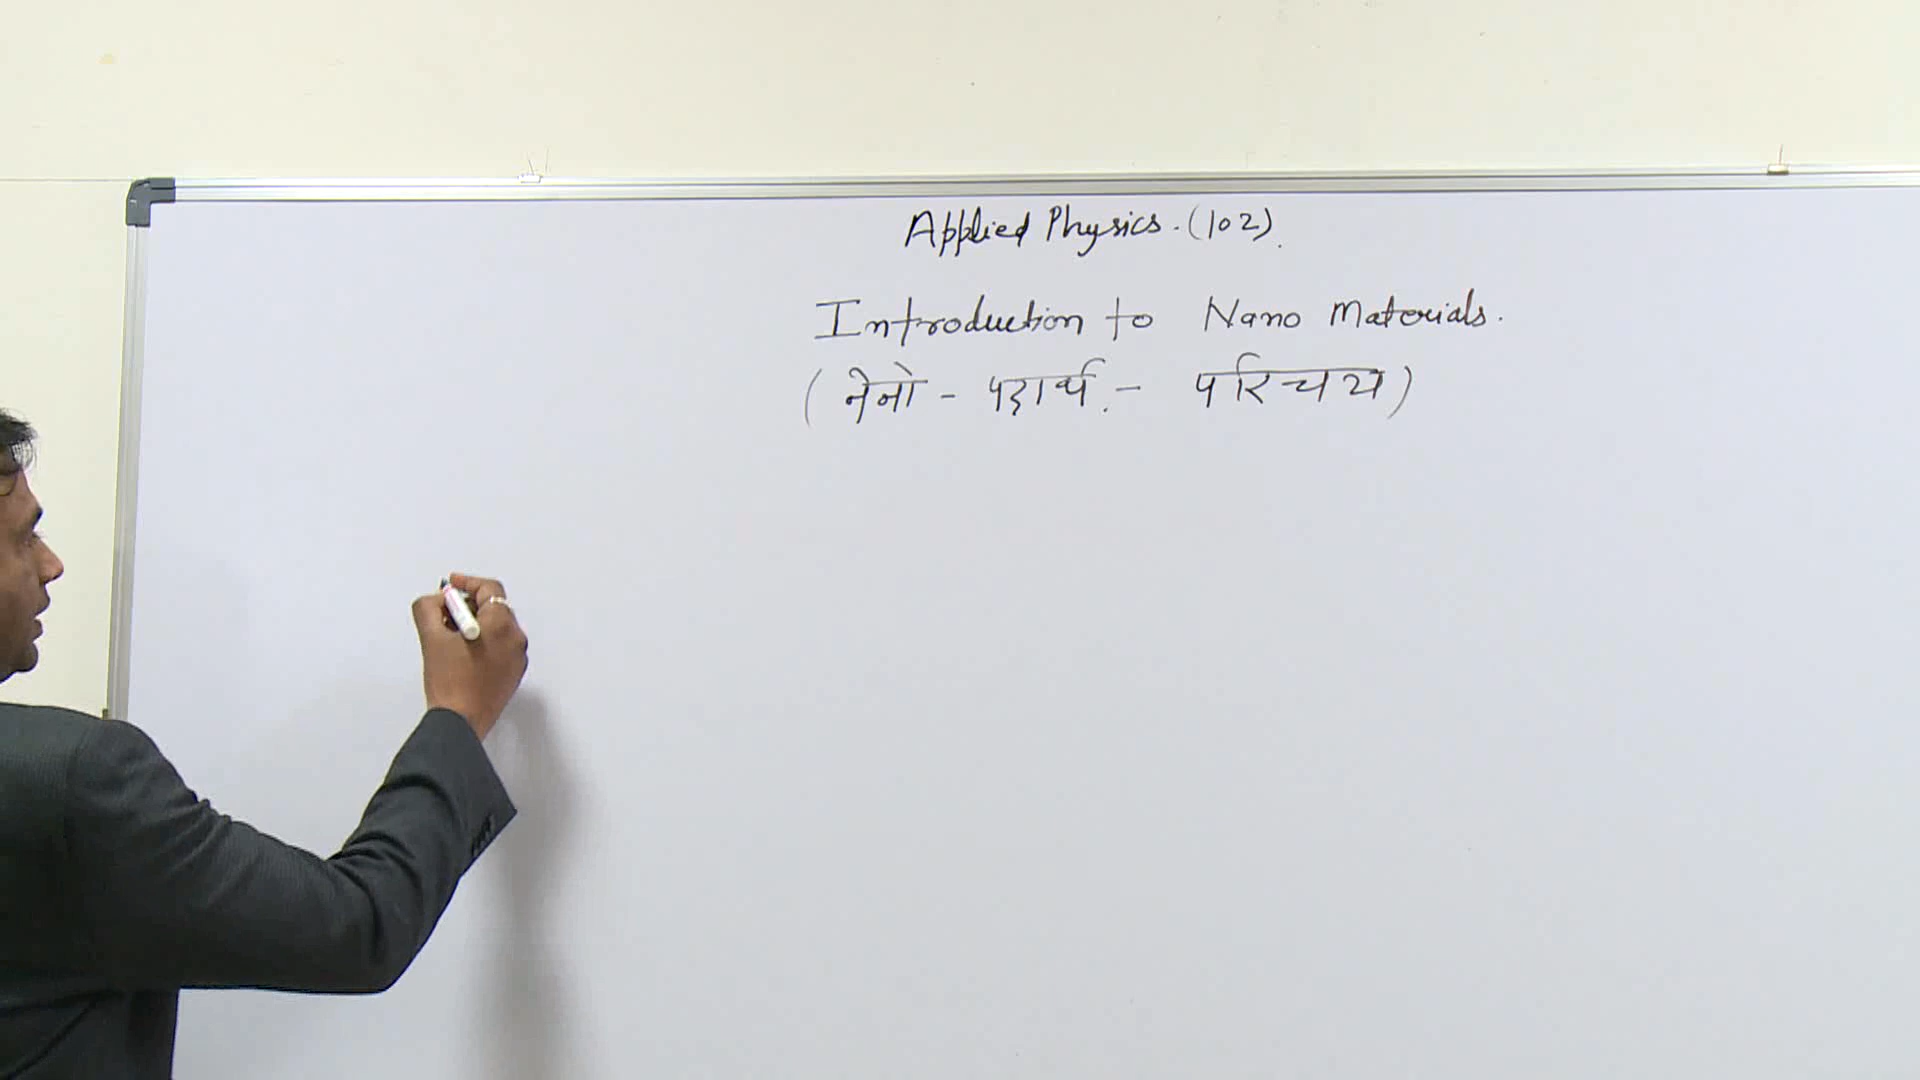 Applied Physics. (102).
Introduction to Nano Materials.
(नेनो - पदार्थ. - परिचय)